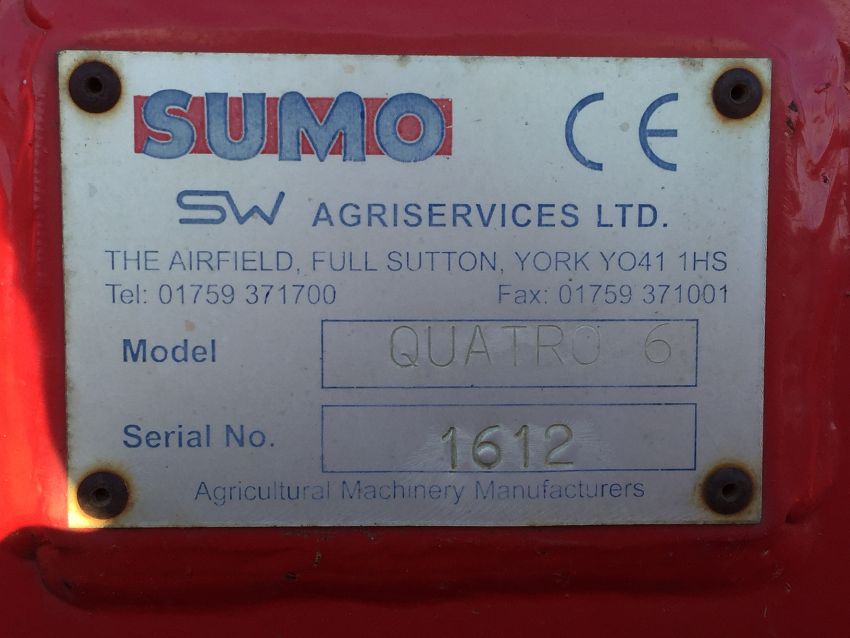 SUMO CE
SW AGRISERVICES LTD.
THE AIRFIELD, FULL SUTTON, YORK YO41 1HS
Tel: 01759 371700 Fax: 01759 371001
Model QUATRO 6
Serial No. 1612
Agricultural Machinery Manufacturers